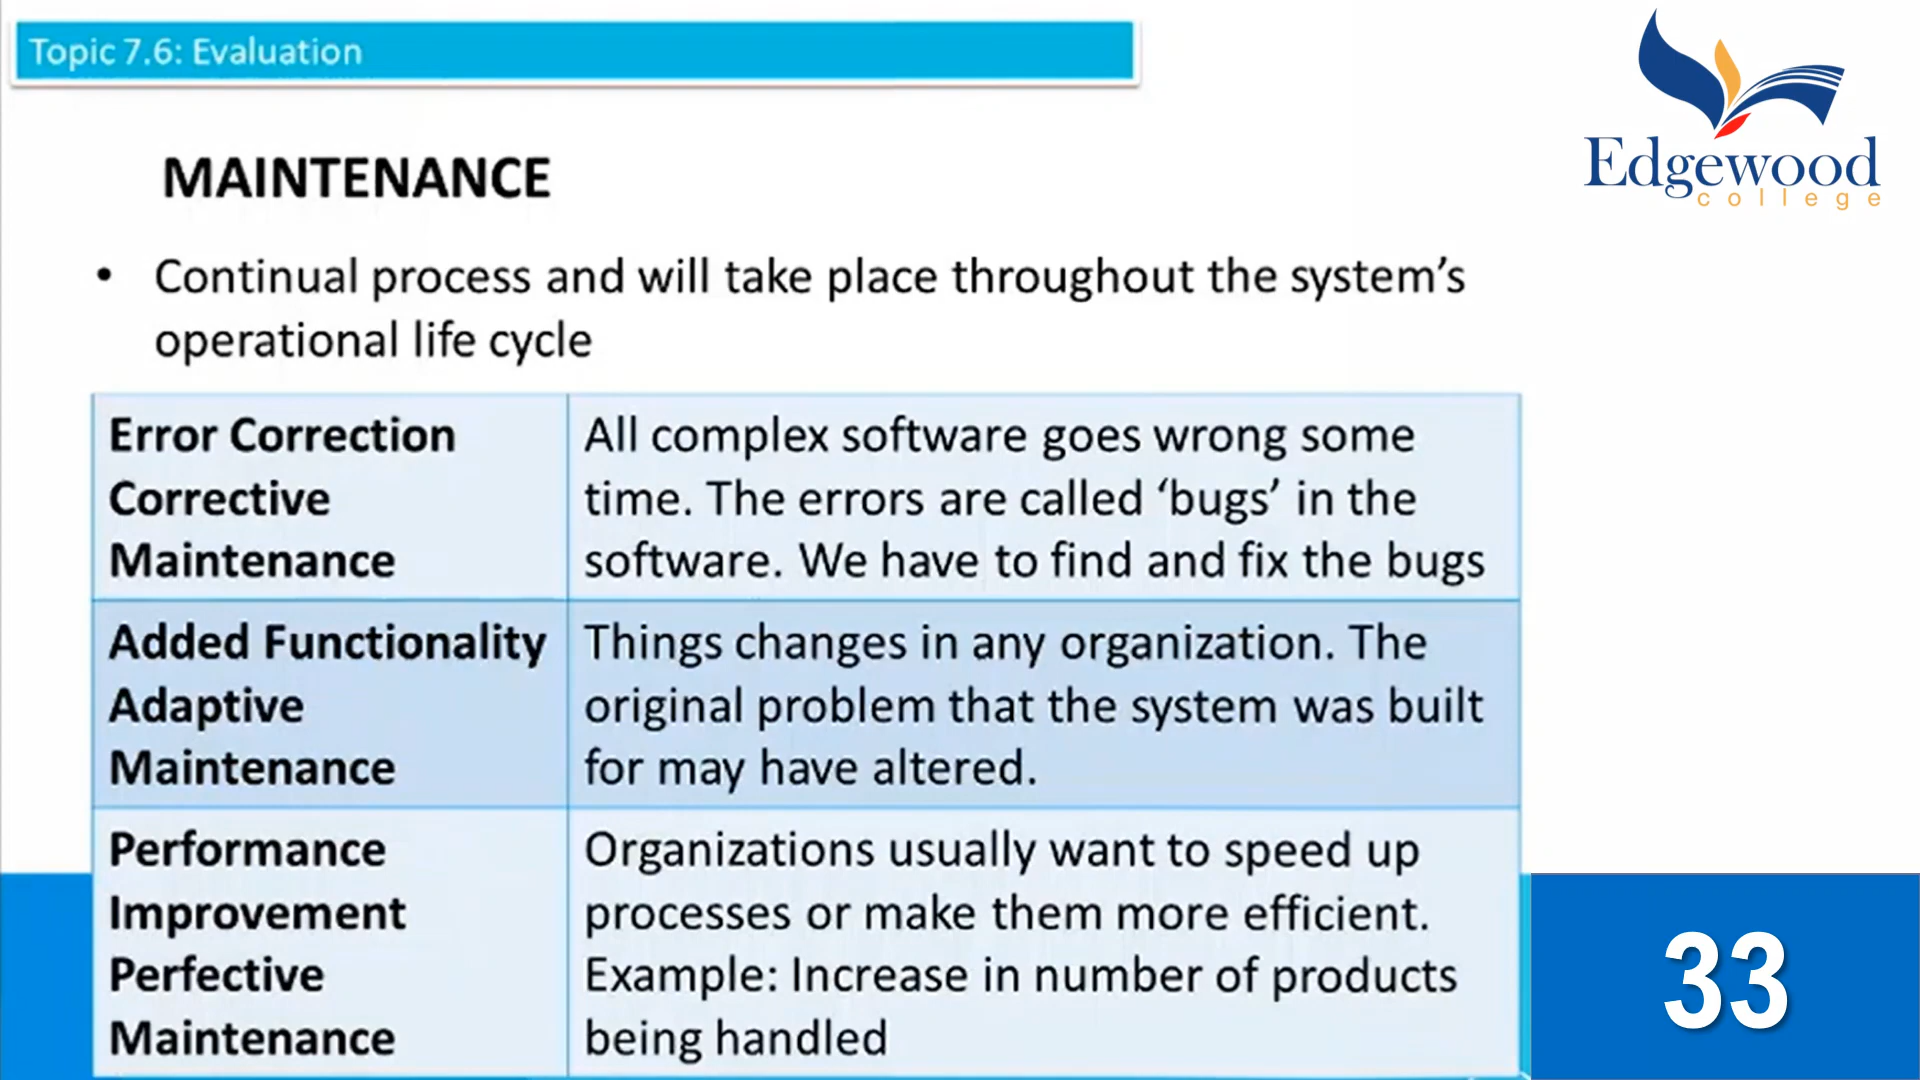 Topic 7.6: Evaluation
Edgewood
college
MAINTENANCE
• Continual process and will take place throughout the system’s
operational life cycle
Error Correction
Corrective
Maintenance
All complex software goes wrong some
time. The errors are called ‘bugs’ in the
software. We have to find and fix the bugs
Added Functionality
Adaptive
Maintenance
Things changes in any organization. The
original problem that the system was built
for may have altered.
Performance
Improvement
Perfective
Maintenance
Organizations usually want to speed up
processes or make them more efficient.
Example: Increase in number of products
being handled
33